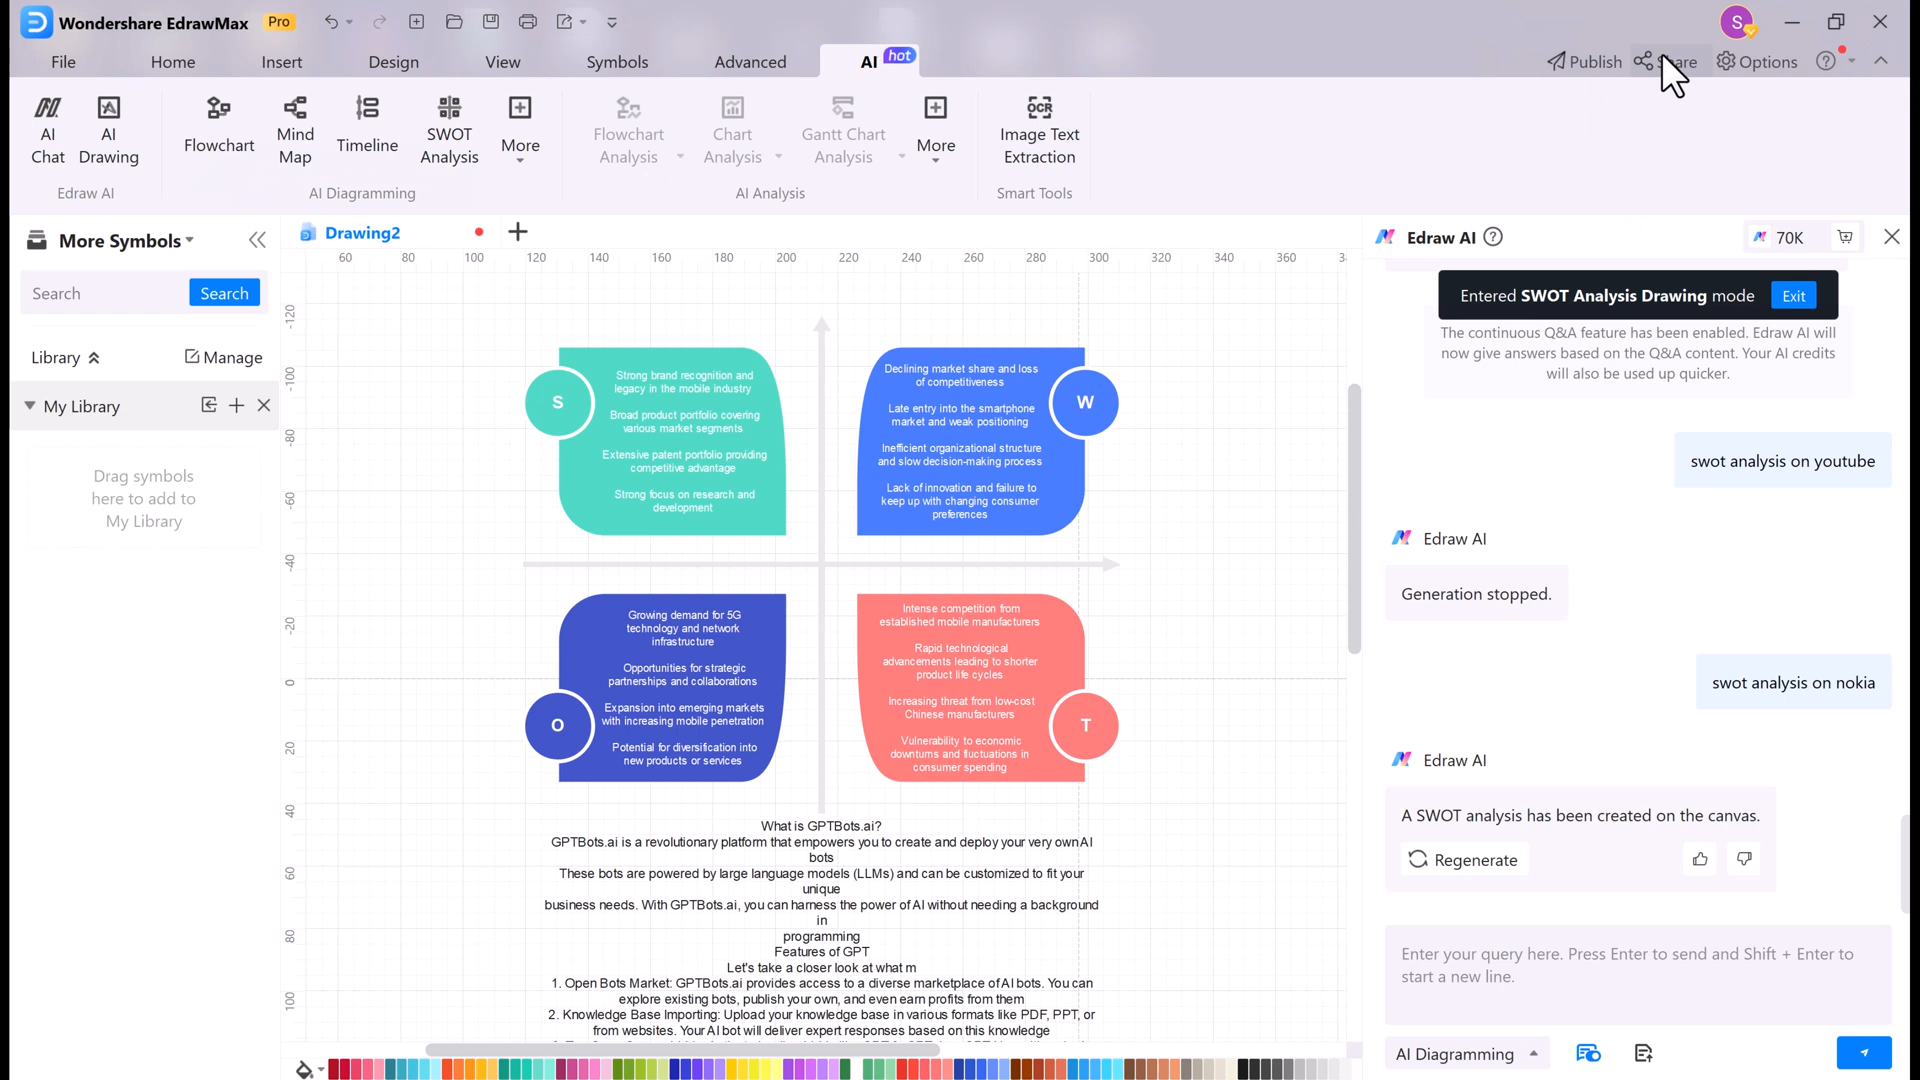 Wondershare EdrawMax Pro
S
File Home Insert Design View Symbols Advanced AI hot
Publish Share Options
AI Chat
AI Drawing
Edraw AI
Flowchart
Mind Map
Timeline
SWOT Analysis
More
AI Diagramming
Flowchart Analysis
Chart Analysis
Gantt Chart Analysis
More
AI Analysis
OCR
Image Text Extraction
Smart Tools
More Symbols
Search Search
Library Manage
My Library
Drag symbols
here to add to
My Library
Drawing2
60 80 100 120 140 160 180 200 220 240 260 280 300 320 340 360
-120
-100
-80
-60
-40
-20
0
20
40
60
80
100
S
Strong brand recognition and
legacy in the mobile industry
Broad product portfolio covering
various market segments
Extensive patent portfolio providing
competitive advantage
Strong focus on research and
development
W
Declining market share and loss
of competitiveness
Late entry into the smartphone
market and weak positioning
Inefficient organizational structure
and slow decision-making process
Lack of innovation and failure to
keep up with changing consumer
preferences
O
Growing demand for 5G
technology and network
infrastructure
Opportunities for strategic
partnerships and collaborations
Expansion into emerging markets
with increasing mobile penetration
Potential for diversification into
new products or services
T
Intense competition from
established mobile manufacturers
Rapid technological
advancements leading to shorter
product life cycles
Increasing threat from low-cost
Chinese manufacturers
Vulnerability to economic
downturns and fluctuations in
consumer spending
What is GPTBots.ai?
GPTBots.ai is a revolutionary platform that empowers you to create and deploy your very own AI
bots
These bots are powered by large language models (LLMs) and can be customized to fit your
unique
business needs. With GPTBots.ai, you can harness the power of AI without needing a background
in
programming
Features of GPT
Let's take a closer look at what m
1. Open Bots Market: GPTBots.ai provides access to a diverse marketplace of AI bots. You can
explore existing bots, publish your own, and even earn profits from them
2. Knowledge Base Importing: Upload your knowledge base in various formats like PDF, PPT, or
from websites. Your AI bot will deliver expert responses based on this knowledge
Edraw AI 70K
Entered SWOT Analysis Drawing mode Exit
The continuous Q&A feature has been enabled. Edraw AI will
now give answers based on the Q&A content. Your AI credits
will also be used up quicker.
swot analysis on youtube
Edraw AI
Generation stopped.
swot analysis on nokia
Edraw AI
A SWOT analysis has been created on the canvas.
Regenerate
Enter your query here. Press Enter to send and Shift + Enter to
start a new line.
AI Diagramming